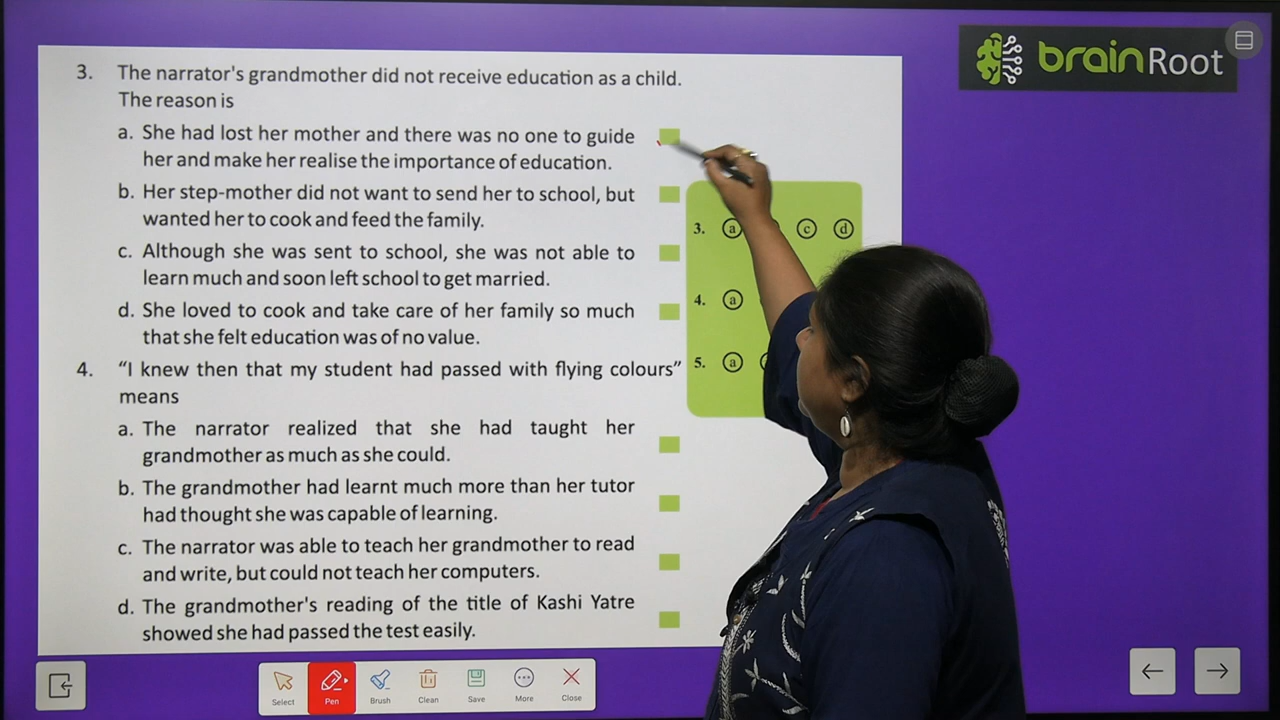 brainRoot
3. The narrator's grandmother did not receive education as a child.
The reason is
a. She had lost her mother and there was no one to guide
her and make her realise the importance of education.
b. Her step-mother did not want to send her to school, but
wanted her to cook and feed the family.
c. Although she was sent to school, she was not able to
learn much and soon left school to get married.
d. She loved to cook and take care of her family so much
that she felt education was of no value.
4. “I knew then that my student had passed with flying colours”
means
a. The narrator realized that she had taught her
grandmother as much as she could.
b. The grandmother had learnt much more than her tutor
had thought she was capable of learning.
c. The narrator was able to teach her grandmother to read
and write, but could not teach her computers.
d. The grandmother's reading of the title of Kashi Yatre
showed she had passed the test easily.
3. a c d
4. a
5. a
Select Pen Brush Clean Save More Close